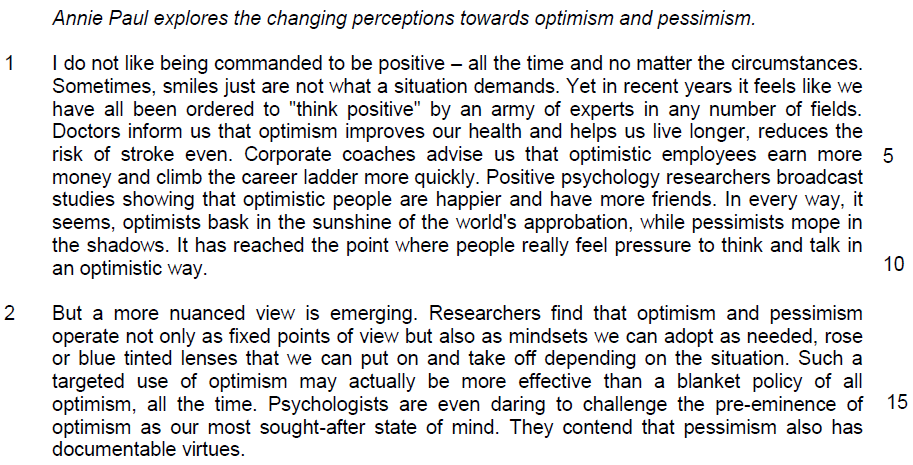 Annie Paul explores the changing perceptions towards optimism and pessimism.
1 I do not like being commanded to be positive – all the time and no matter the circumstances.
Sometimes, smiles just are not what a situation demands. Yet in recent years it feels like we
have all been ordered to "think positive" by an army of experts in any number of fields.
Doctors inform us that optimism improves our health and helps us live longer, reduces the
risk of stroke even. Corporate coaches advise us that optimistic employees earn more 5
money and climb the career ladder more quickly. Positive psychology researchers broadcast
studies showing that optimistic people are happier and have more friends. In every way, it
seems, optimists bask in the sunshine of the world's approbation, while pessimists mope in
the shadows. It has reached the point where people really feel pressure to think and talk in
an optimistic way. 10
2 But a more nuanced view is emerging. Researchers find that optimism and pessimism
operate not only as fixed points of view but also as mindsets we can adopt as needed, rose
or blue tinted lenses that we can put on and take off depending on the situation. Such a
targeted use of optimism may actually be more effective than a blanket policy of all
optimism, all the time. Psychologists are even daring to challenge the pre-eminence of 15
optimism as our most sought-after state of mind. They contend that pessimism also has
documentable virtues.